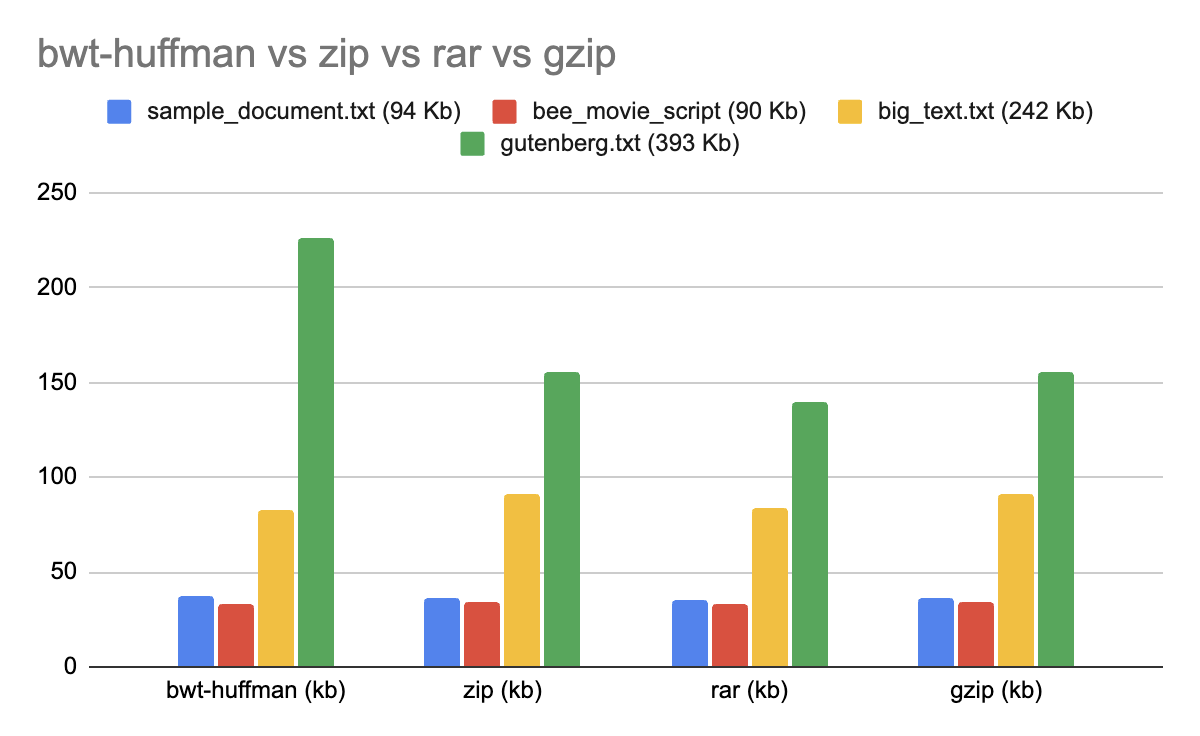 bwt-huffman vs zip vs rar vs gzip
sample_document.txt (94 Kb) bee_movie_script (90 Kb) big_text.txt (242 Kb)
gutenberg.txt (393 Kb)
250
200
150
100
50
0
bwt-huffman (kb) zip (kb) rar (kb) gzip (kb)